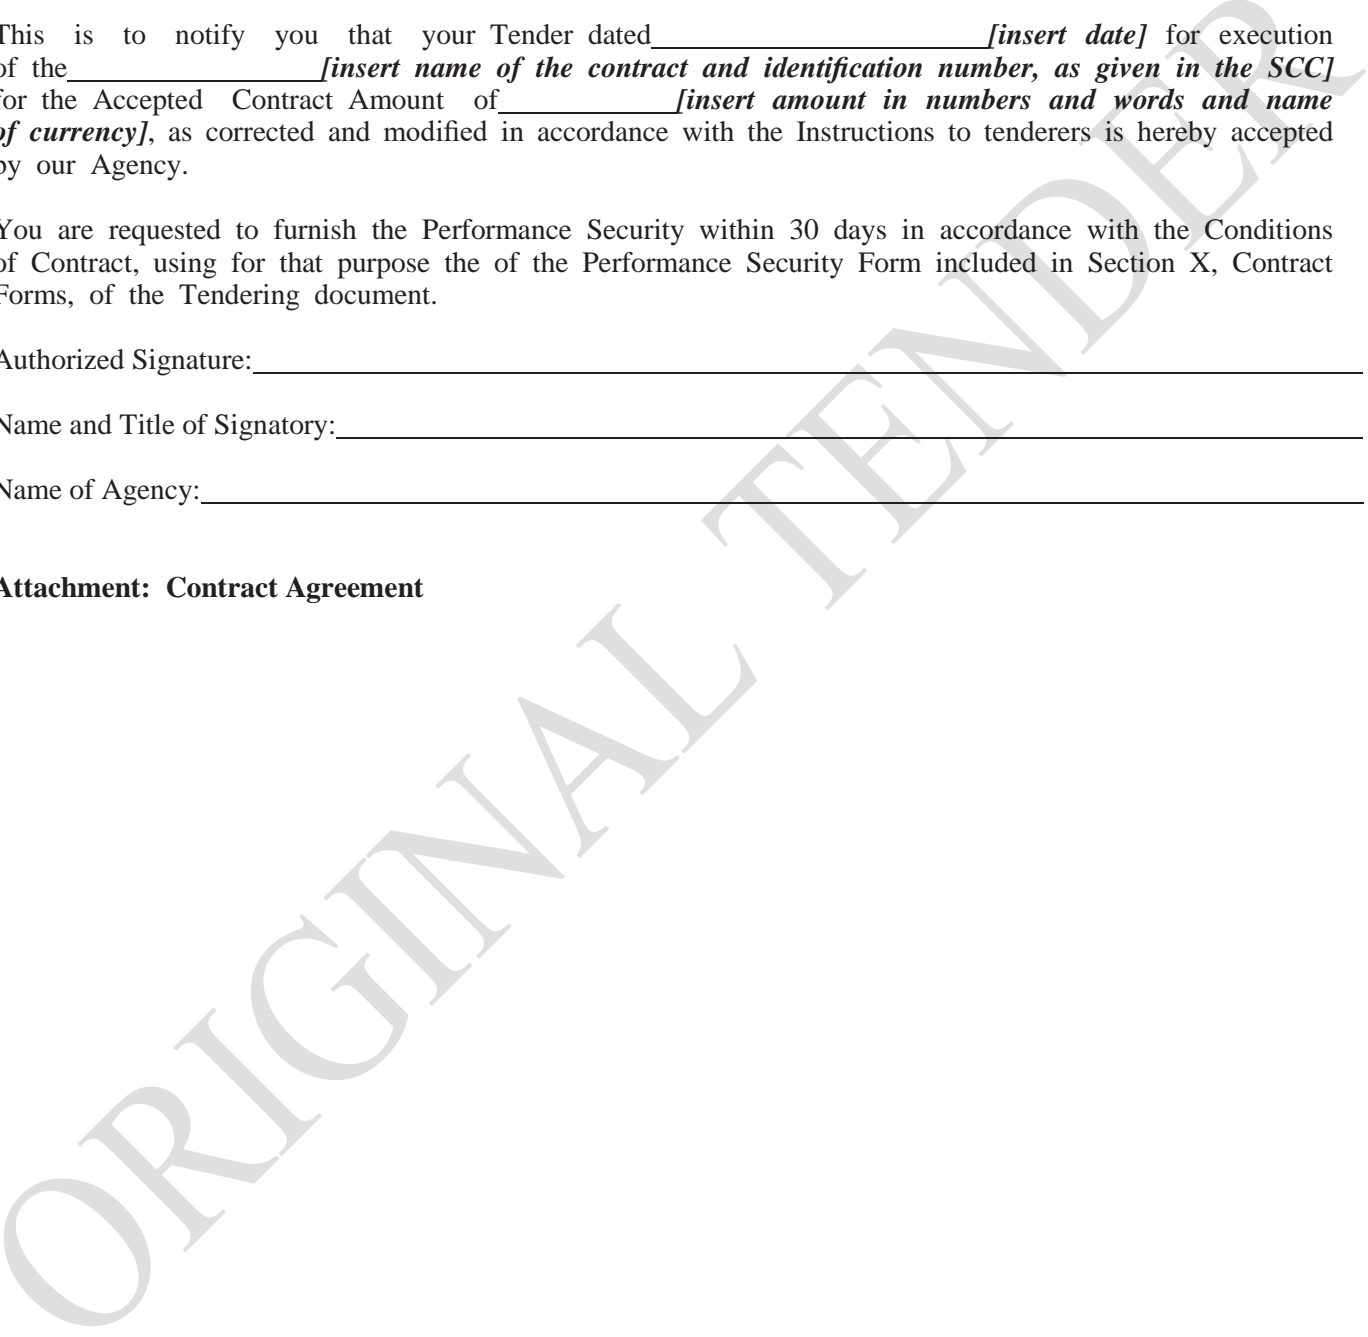 This is to notify you that your Tender dated____________________[insert date] for execution
of the_______________[insert name of the contract and identification number, as given in the SCC]
for the Accepted Contract Amount of___________[insert amount in numbers and words and name
of currency], as corrected and modified in accordance with the Instructions to tenderers is hereby accepted
by our Agency.
You are requested to furnish the Performance Security within 30 days in accordance with the Conditions
of Contract, using for that purpose the of the Performance Security Form included in Section X, Contract
Forms, of the Tendering document.
Authorized Signature:
Name and Title of Signatory:
Name of Agency:
Attachment: Contract Agreement
ORIGINAL TENDER